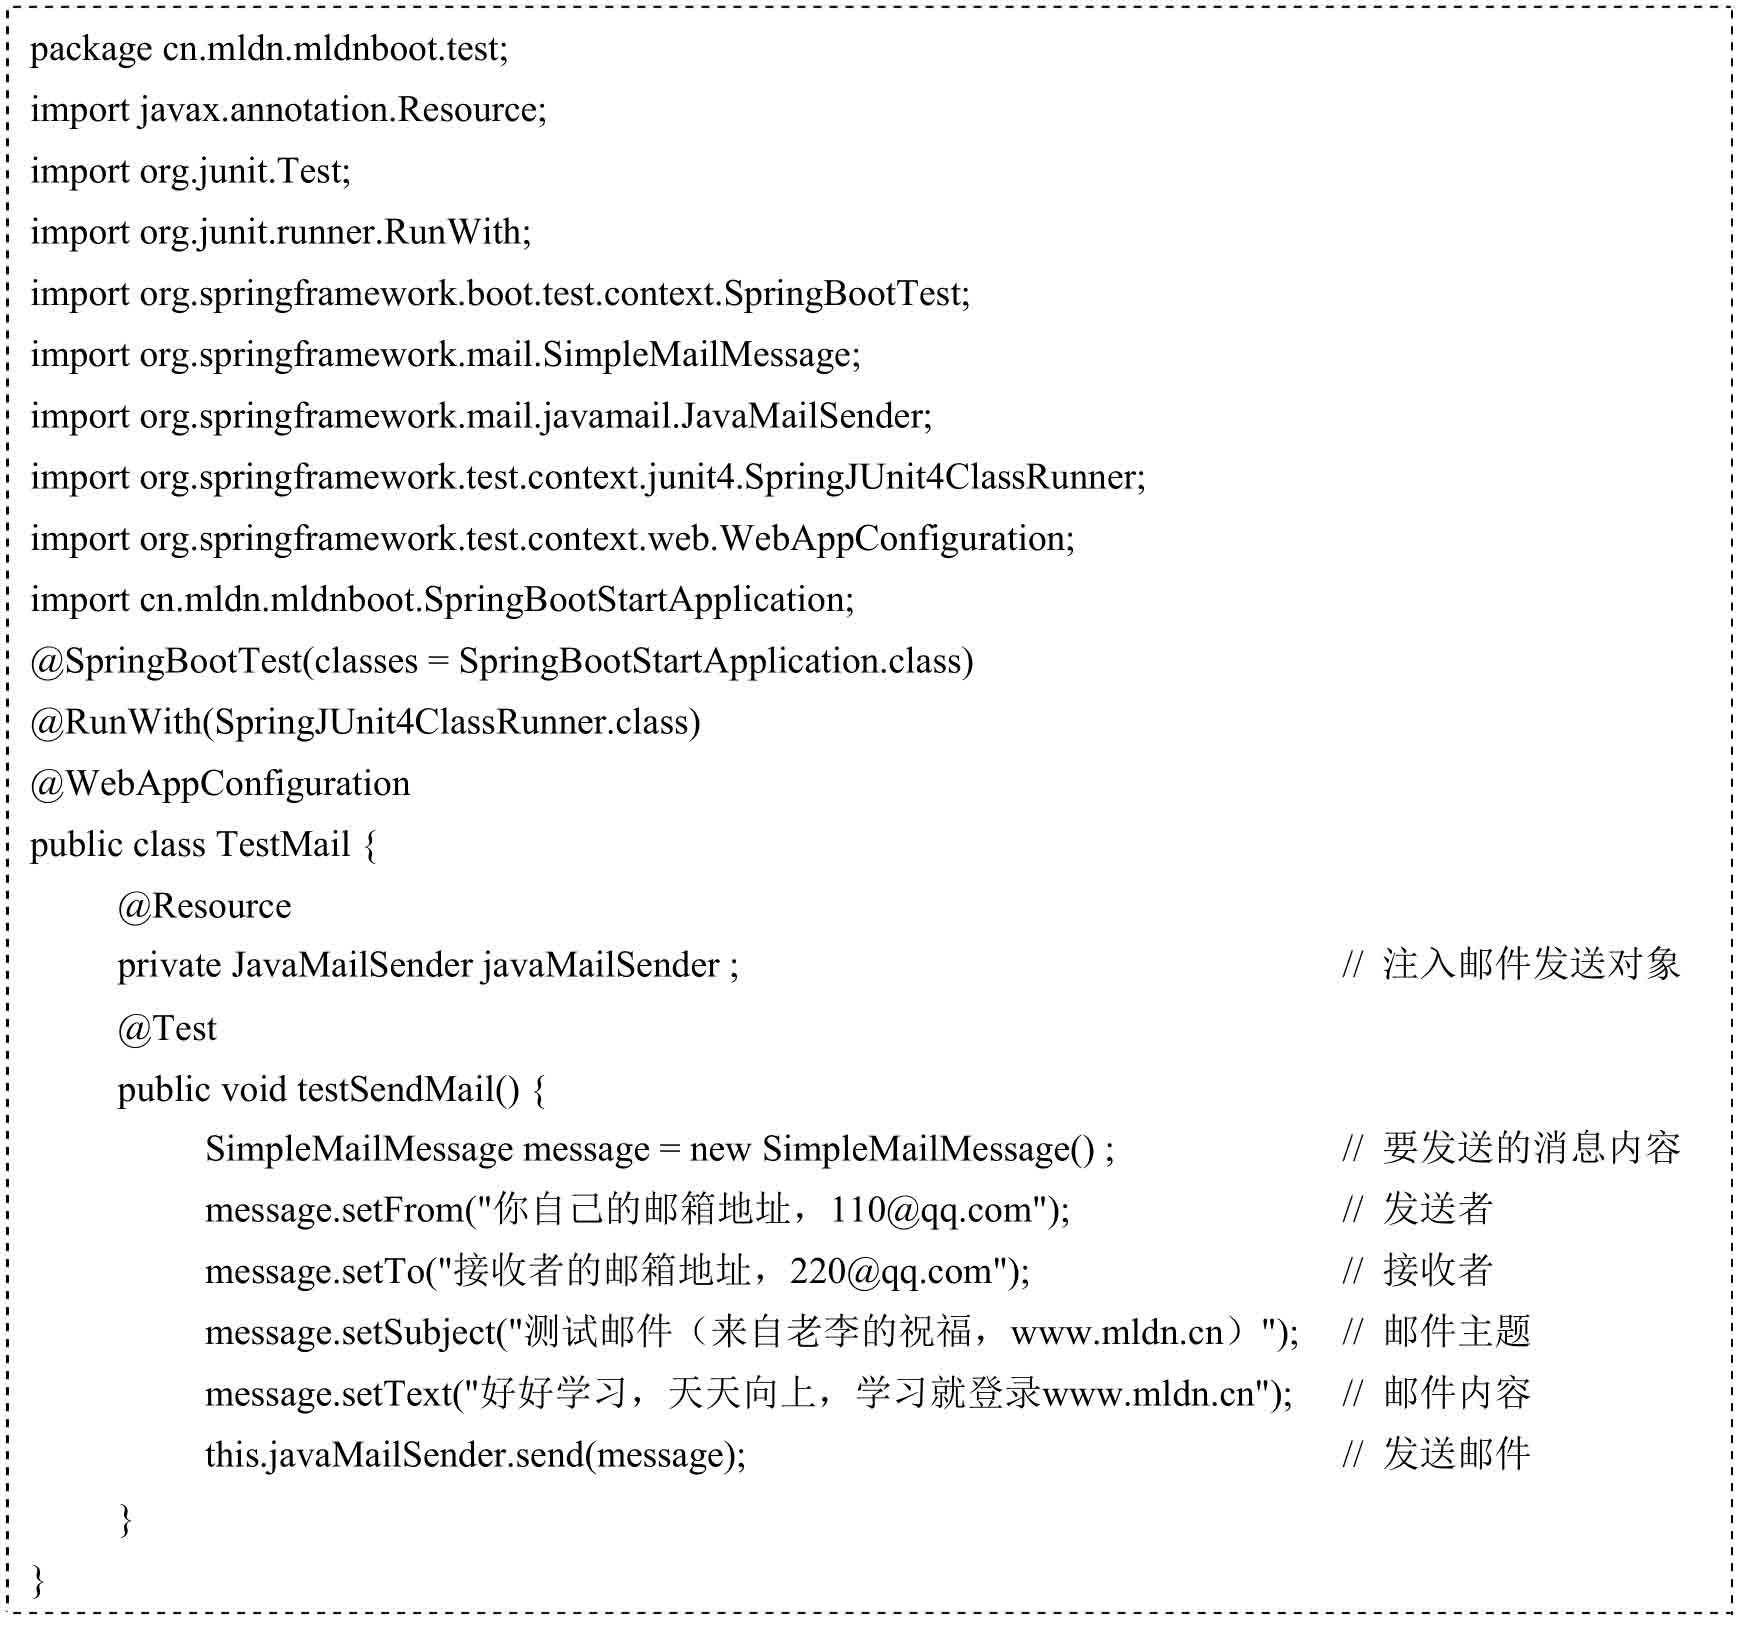 package cn.mldn.mldnboot.test;
import javax.annotation.Resource;
import org.junit.Test;
import org.junit.runner.RunWith;
import org.springframework.boot.test.context.SpringBootTest;
import org.springframework.mail.SimpleMailMessage;
import org.springframework.mail.javamail.JavaMailSender;
import org.springframework.test.context.junit4.SpringJUnit4ClassRunner;
import org.springframework.test.context.web.WebAppConfiguration;
import cn.mldn.mldnboot.SpringBootStartApplication;
@SpringBootTest(classes = SpringBootStartApplication.class)
@RunWith(SpringJUnit4ClassRunner.class)
@WebAppConfiguration
public class TestMail {
@Resource
private JavaMailSender javaMailSender ; // 注入邮件发送对象
@Test
public void testSendMail() {
SimpleMailMessage message = new SimpleMailMessage() ; // 要发送的消息内容
message.setFrom("你自己的邮箱地址，110@qq.com"); // 发送者
message.setTo("接收者的邮箱地址，220@qq.com"); // 接收者
message.setSubject("测试邮件（来自老李的祝福，www.mldn.cn）"); // 邮件主题
message.setText("好好学习，天天向上，学习就登录www.mldn.cn"); // 邮件内容
this.javaMailSender.send(message); // 发送邮件
}
}